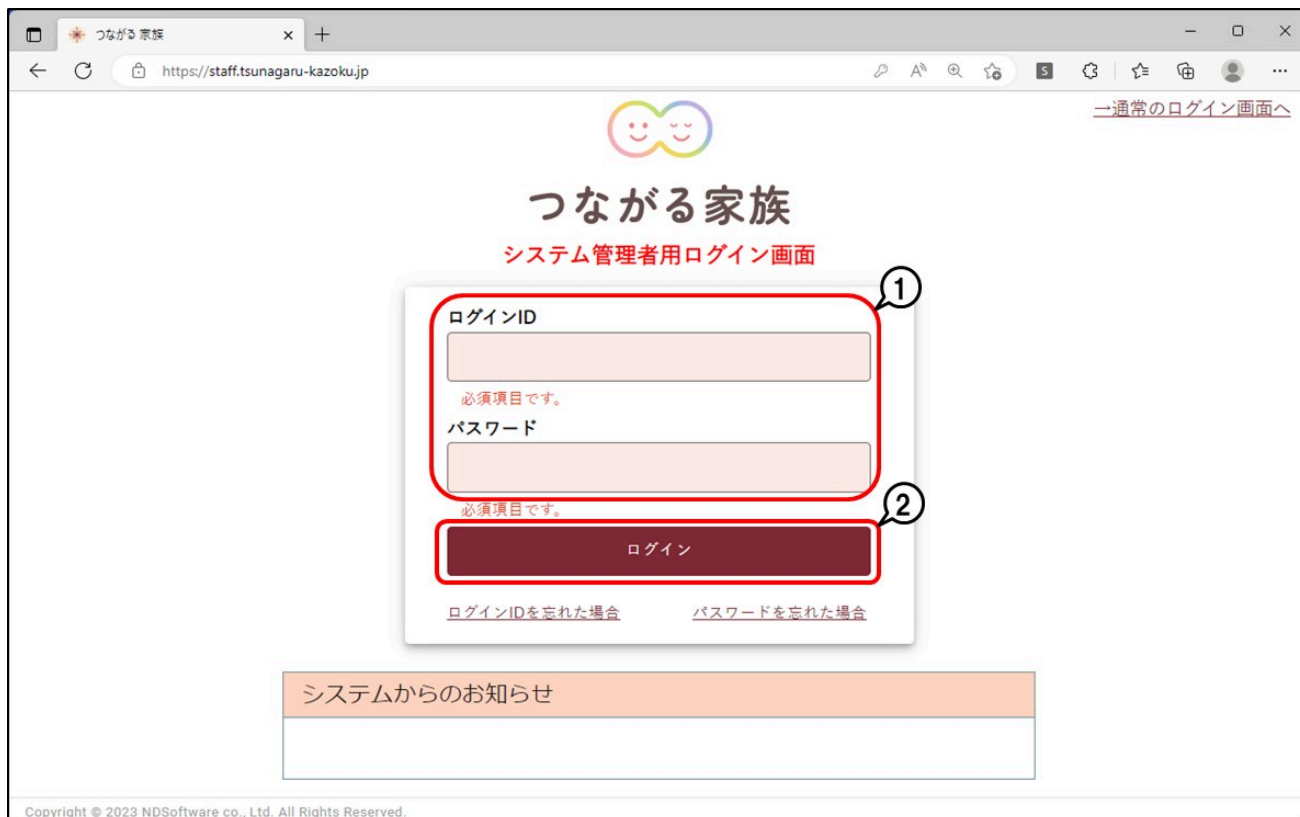 つながる 家族
https://staff.tsunagaru-kazoku.jp
→通常のログイン画面へ
つながる家族
システム管理者用ログイン画面
1
ログインID
必須項目です。
パスワード
必須項目です。
2
ログイン
ログインIDを忘れた場合 パスワードを忘れた場合
システムからのお知らせ
Copyright © 2023 NDSoftware co., Ltd. All Rights Reserved.